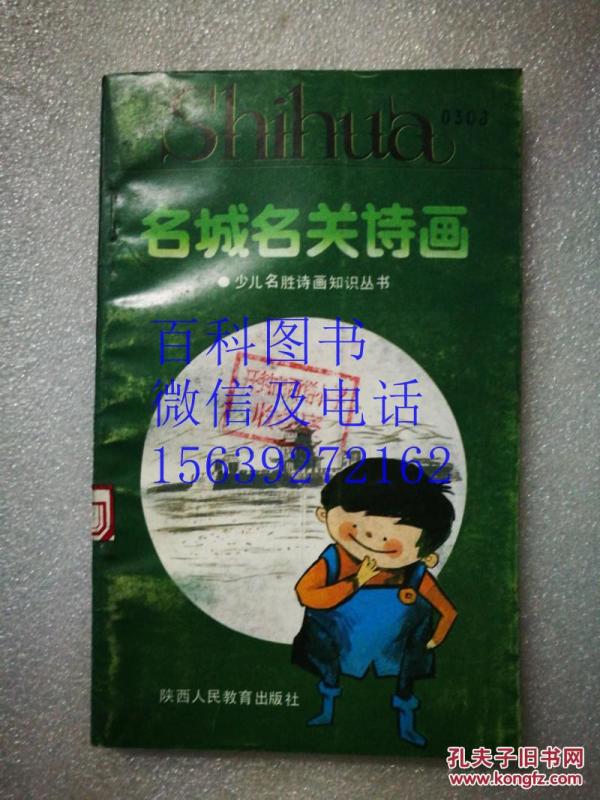 Shihua
0303
名城名关诗画
● 少儿名胜诗画知识丛书
百科图书
微信及电话
15639272162
陕西人民教育出版社
孔夫子旧书网
www.kongfz.com